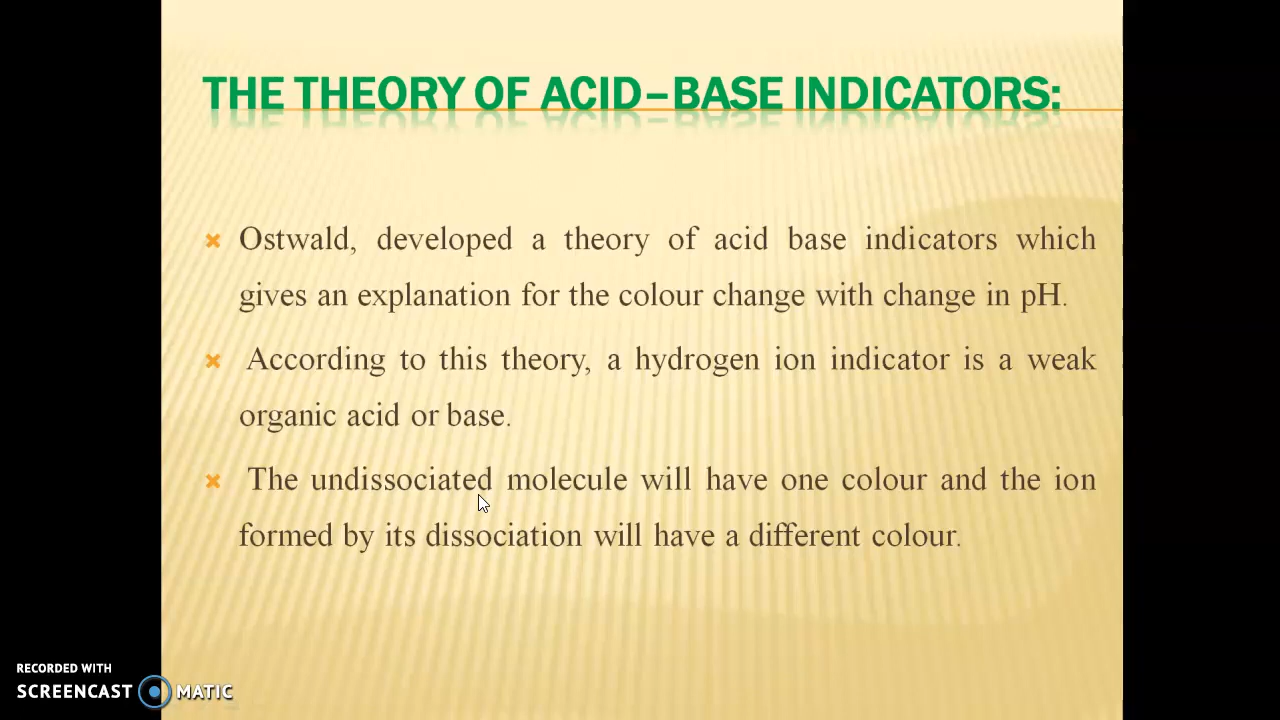 THE THEORY OF ACID–BASE INDICATORS:
Ostwald, developed a theory of acid base indicators which
gives an explanation for the colour change with change in pH.
According to this theory, a hydrogen ion indicator is a weak
organic acid or base.
The undissociated molecule will have one colour and the ion
formed by its dissociation will have a different colour.
RECORDED WITH
SCREENCAST MATIC